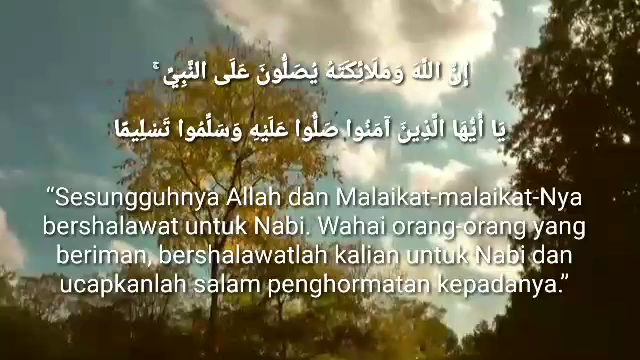 إِنَّ اللَّهَ وَمَلَائِكَتَهُ يُصَلُّونَ عَلَى النَّبِيِّ ۚ
يَا أَيُّهَا الَّذِينَ آمَنُوا صَلُّوا عَلَيْهِ وَسَلِّمُوا تَسْلِيمًا
“Sesungguhnya Allah dan Malaikat-malaikat-Nya
bershalawat untuk Nabi. Wahai orang-orang yang
beriman, bershalawatlah kalian untuk Nabi dan
ucapkanlah salam penghormatan kepadanya.”